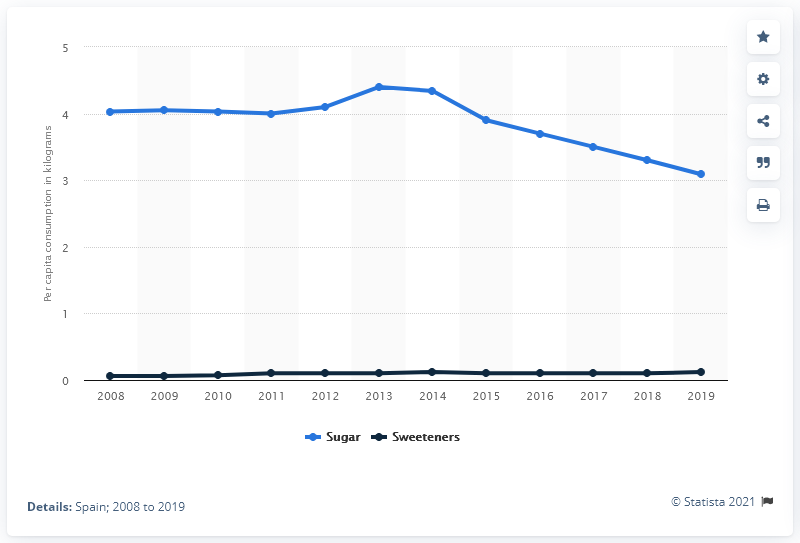 5
4
3
2
1
0
Per capita consumption in kilograms
2008 2009 2010 2011 2012 2013 2014 2015 2016 2017 2018 2019
Sugar Sweeteners
© Statista 2021
Details: Spain; 2008 to 2019